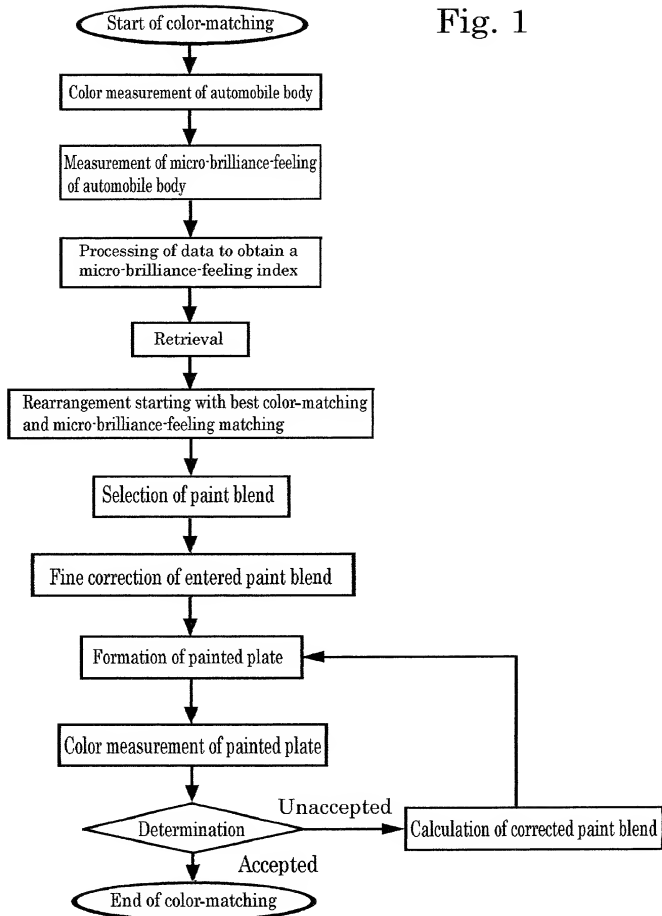 Fig. 1
Start of color-matching
Color measurement of automobile body
Measurement of micro-brilliance-feeling
of automobile body
Processing of data to obtain a
micro-brilliance-feeling index
Retrieval
Rearrangement starting with best color-matching
and micro-brilliance-feeling matching
Selection of paint blend
Fine correction of entered paint blend
Formation of painted plate
Color measurement of painted plate
Determination
Unaccepted
Calculation of corrected paint blend
Accepted
End of color-matching